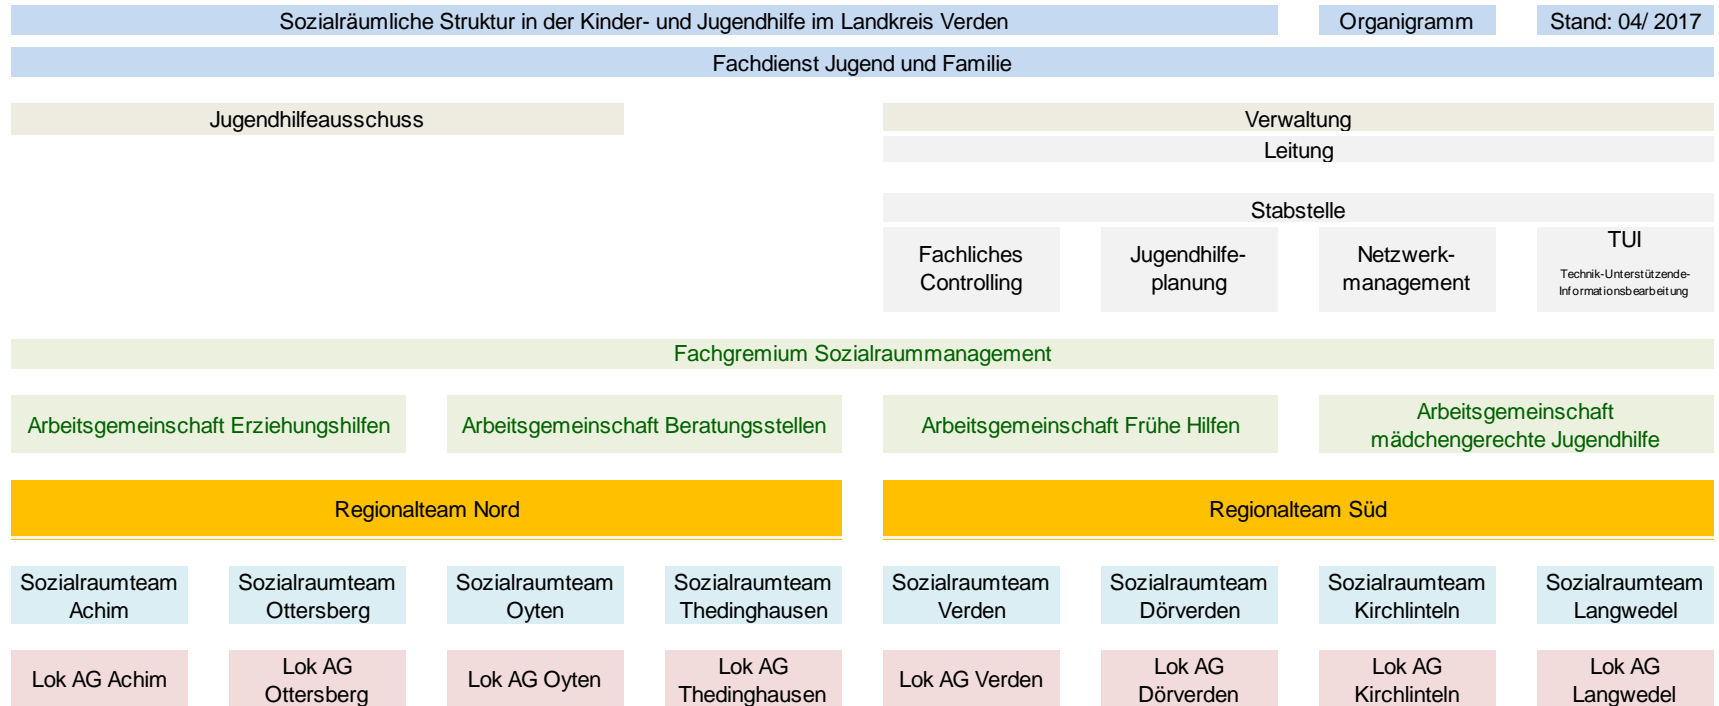 Sozialräumliche Struktur in der Kinder- und Jugendhilfe im Landkreis Verden
Organigramm
Stand: 04/ 2017
Fachdienst Jugend und Familie
Jugendhilfeausschuss
Verwaltung
Leitung
Stabstelle
Fachliches
Controlling
Jugendhilfe-
planung
Netzwerk-
management
TUI
Technik-Unterstützende-
Informationsbearbeitung
Fachgremium Sozialraummanagement
Arbeitsgemeinschaft Erziehungshilfen
Arbeitsgemeinschaft Beratungsstellen
Arbeitsgemeinschaft Frühe Hilfen
Arbeitsgemeinschaft
mädchengerechte Jugendhilfe
Regionalteam Nord
Regionalteam Süd
Sozialraumteam
Achim
Sozialraumteam
Ottersberg
Sozialraumteam
Oyten
Sozialraumteam
Thedinghausen
Sozialraumteam
Verden
Sozialraumteam
Dörverden
Sozialraumteam
Kirchlinteln
Sozialraumteam
Langwedel
Lok AG Achim
Lok AG
Ottersberg
Lok AG Oyten
Lok AG
Thedinghausen
Lok AG Verden
Lok AG
Dörverden
Lok AG
Kirchlinteln
Lok AG
Langwedel